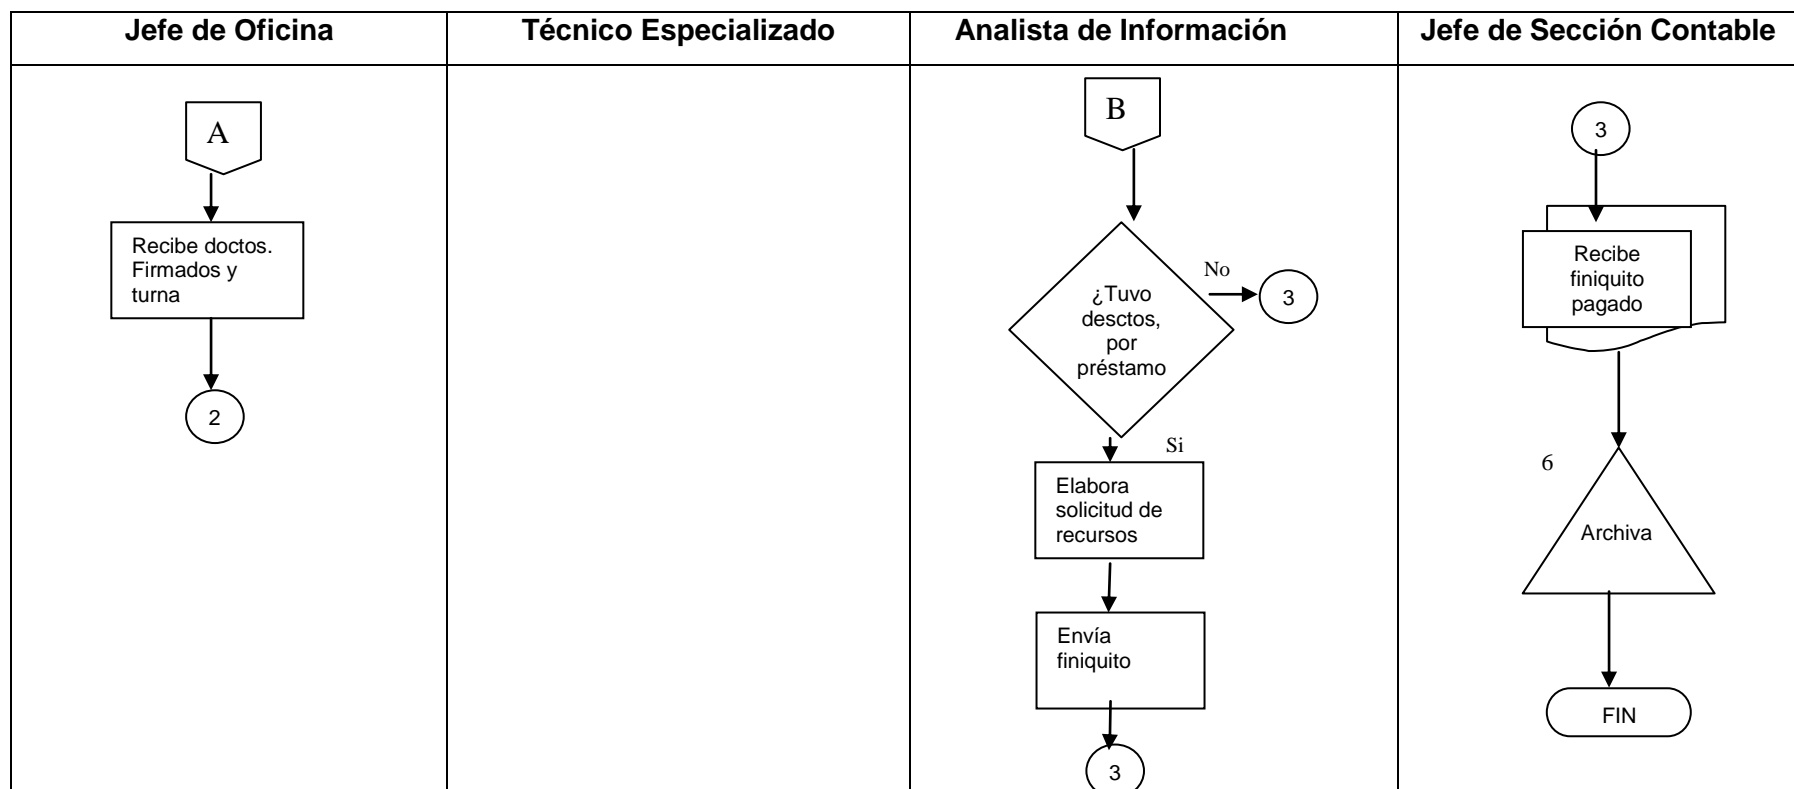 Jefe de Oficina
Técnico Especializado
Analista de Información
Jefe de Sección Contable
A
Recibe doctos.
Firmados y
turna
2
B
¿Tuvo
desctos,
por
préstamo
No
3
Si
Elabora
solicitud de
recursos
Envía
finiquito
3
3
Recibe
finiquito
pagado
6
Archiva
FIN